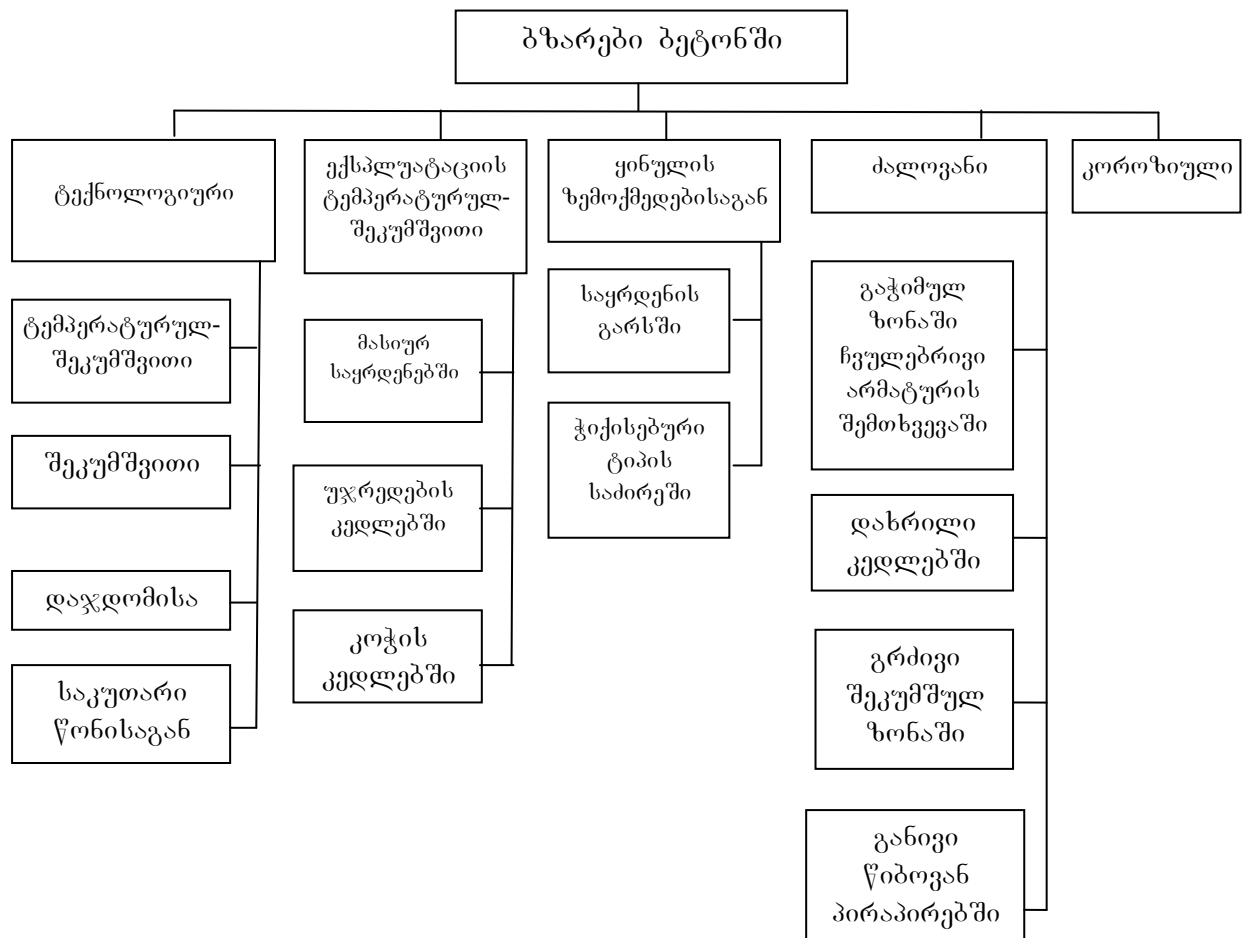 ბზარები ბეტონში
ტექნოლოგიური
ტემპერატურულ-
შეკუმშვითი
შეკუმშვითი
დაჯდომისა
საკუთარი
წონისაგან
ექსპლუატაციის
ტემპერატურულ-
შეკუმშვითი
მასიურ
საყრდენებში
უჯრედების
კედლებში
კოჭის
კედლებში
ყინულის
ზემოქმედებისაგან
საყრდენის
გარსში
ჭიქისებური
ტიპის
საძირეში
ძალოვანი
გაჭიმულ
ზონაში
ჩვულებრივი
არმატურის
შემთხვევაში
დახრილი
კედლებში
გრძივი
შეკუმშულ
ზონაში
განივი
წიბოვან
პირაპირებში
კოროზიული